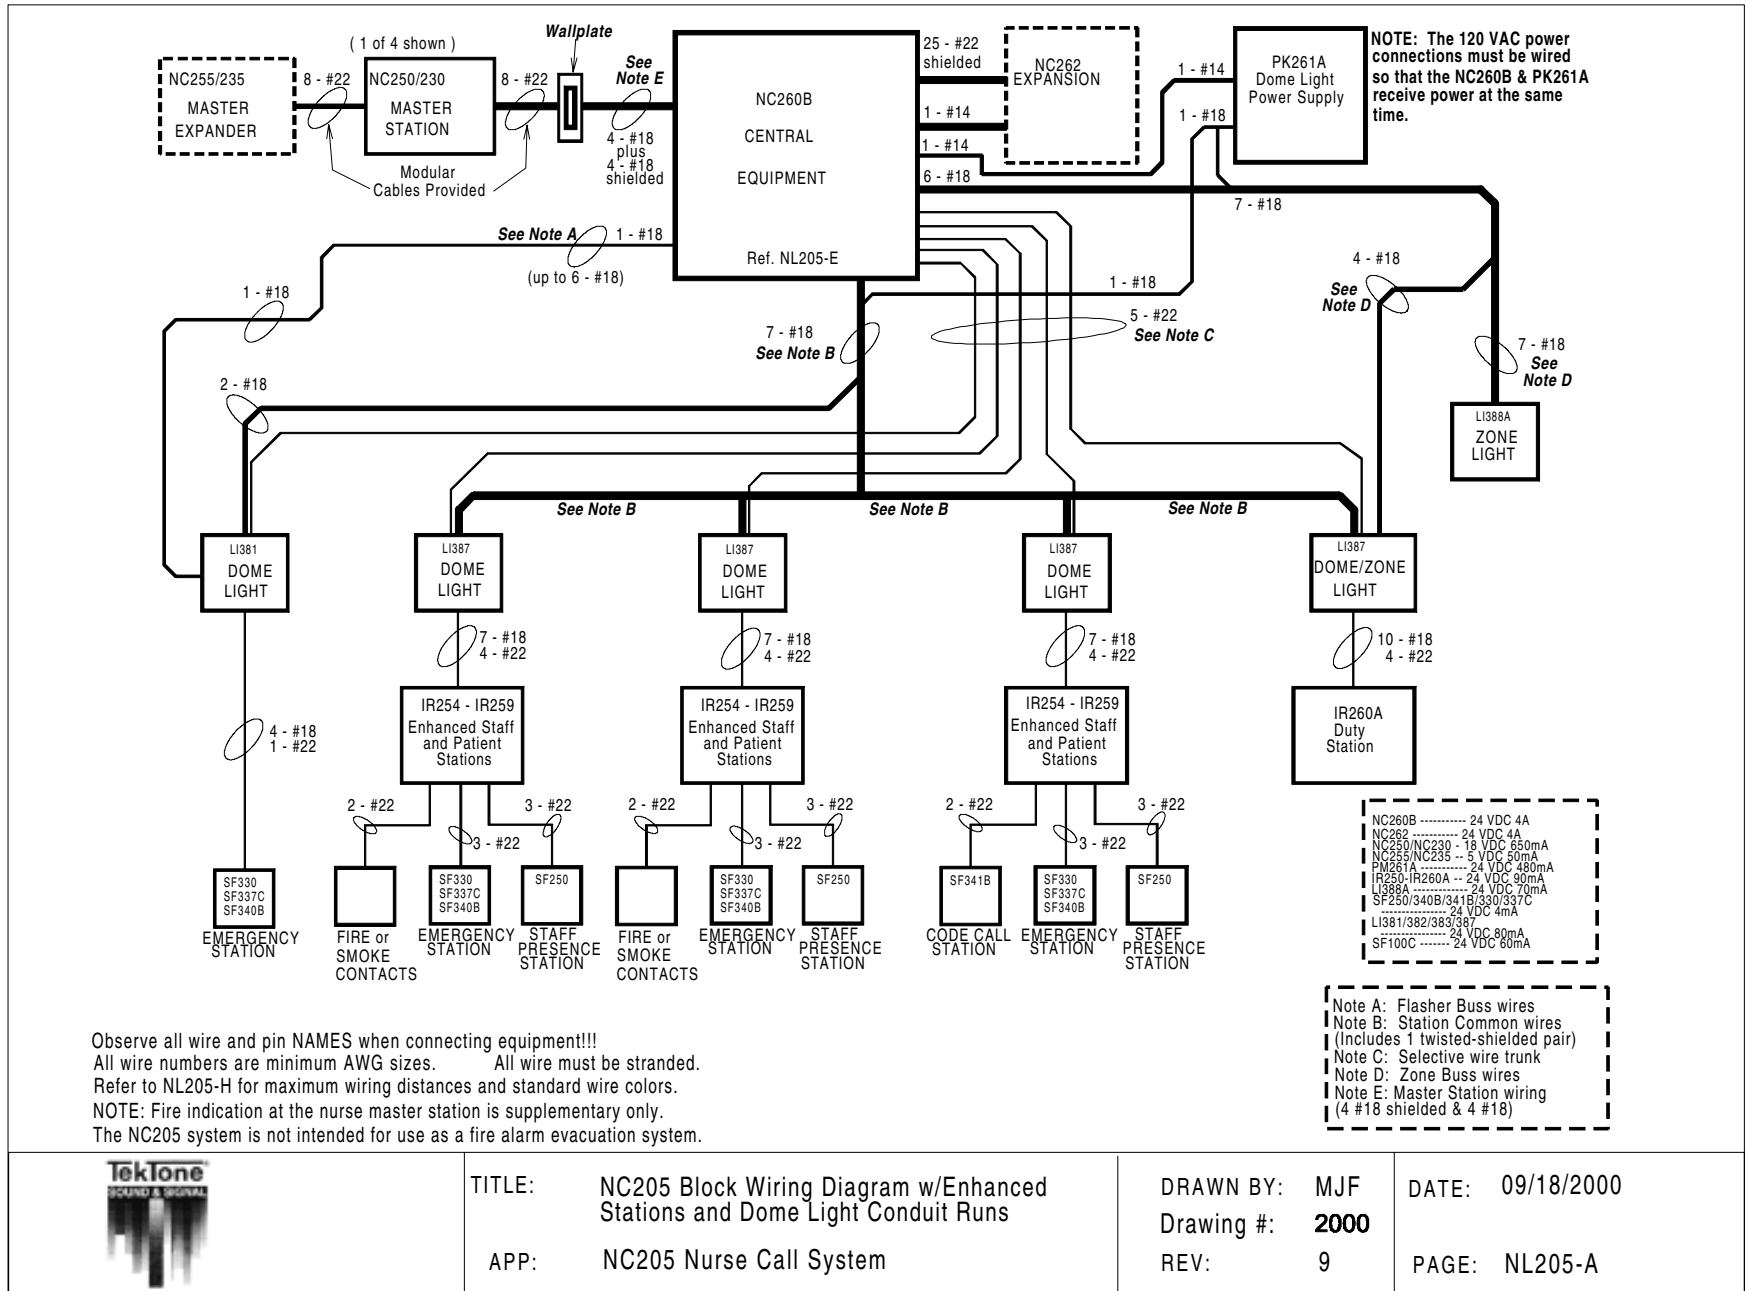 Wallplate
( 1 of 4 shown )
NC255/235
MASTER
EXPANDER
8 - #22
NC250/230
MASTER
STATION
8 - #22
See
Note E
4 - #18
plus
4 - #18
shielded
Modular
Cables Provided
NC260B
CENTRAL
EQUIPMENT
Ref. NL205-E
25 - #22
shielded
NC262
EXPANSION
1 - #14
1 - #14
6 - #18
1 - #14
1 - #18
PK261A
Dome Light
Power Supply
NOTE: The 120 VAC power
connections must be wired
so that the NC260B & PK261A
receive power at the same
time.
7 - #18
See Note A
1 - #18
(up to 6 - #18)
1 - #18
4 - #18
See
Note D
1 - #18
5 - #22
See Note C
7 - #18
See Note B
7 - #18
See
Note D
2 - #18
LI388A
ZONE
LIGHT
See Note B
See Note B
See Note B
LI381
DOME
LIGHT
LI387
DOME
LIGHT
LI387
DOME
LIGHT
LI387
DOME
LIGHT
LI387
DOME/ZONE
LIGHT
7 - #18
4 - #22
7 - #18
4 - #22
7 - #18
4 - #22
10 - #18
4 - #22
4 - #18
1 - #22
IR254 - IR259
Enhanced Staff
and Patient
Stations
IR254 - IR259
Enhanced Staff
and Patient
Stations
IR254 - IR259
Enhanced Staff
and Patient
Stations
IR260A
Duty
Station
2 - #22
3 - #22
3 - #22
2 - #22
3 - #22
3 - #22
2 - #22
3 - #22
3 - #22
SF330
SF337C
SF340B
EMERGENCY
STATION
FIRE or
SMOKE
CONTACTS
SF330
SF337C
SF340B
EMERGENCY
STATION
SF250
STAFF
PRESENCE
STATION
FIRE or
SMOKE
CONTACTS
SF330
SF337C
SF340B
EMERGENCY
STATION
SF250
STAFF
PRESENCE
STATION
SF341B
CODE CALL
STATION
SF330
SF337C
SF340B
EMERGENCY
STATION
SF250
STAFF
PRESENCE
STATION
NC260B ----------- 24 VDC 4A
NC262 ----------- 24 VDC 4A
NC250/NC230 - 18 VDC 650mA
NC255/NC235 -- 5 VDC 50mA
PM261A ----------- 24 VDC 480mA
IR250-IR260A -- 24 VDC 90mA
LI388A ------------- 24 VDC 70mA
SF250/340B/341B/330/337C
---------------- 24 VDC 4mA
LI381/382/383/387
---------------- 24 VDC 80mA
SF100C ------- 24 VDC 60mA
Note A: Flasher Buss wires
Note B: Station Common wires
(Includes 1 twisted-shielded pair)
Note C: Selective wire trunk
Note D: Zone Buss wires
Note E: Master Station wiring
(4 #18 shielded & 4 #18)
Observe all wire and pin NAMES when connecting equipment!!!
All wire numbers are minimum AWG sizes. All wire must be stranded.
Refer to NL205-H for maximum wiring distances and standard wire colors.
NOTE: Fire indication at the nurse master station is supplementary only.
The NC205 system is not intended for use as a fire alarm evacuation system.
TekTone
SOUND & SIGNAL
TITLE: NC205 Block Wiring Diagram w/Enhanced
Stations and Dome Light Conduit Runs
APP: NC205 Nurse Call System
DRAWN BY: MJF
Drawing #: 2000
REV: 9
DATE: 09/18/2000
PAGE: NL205-A